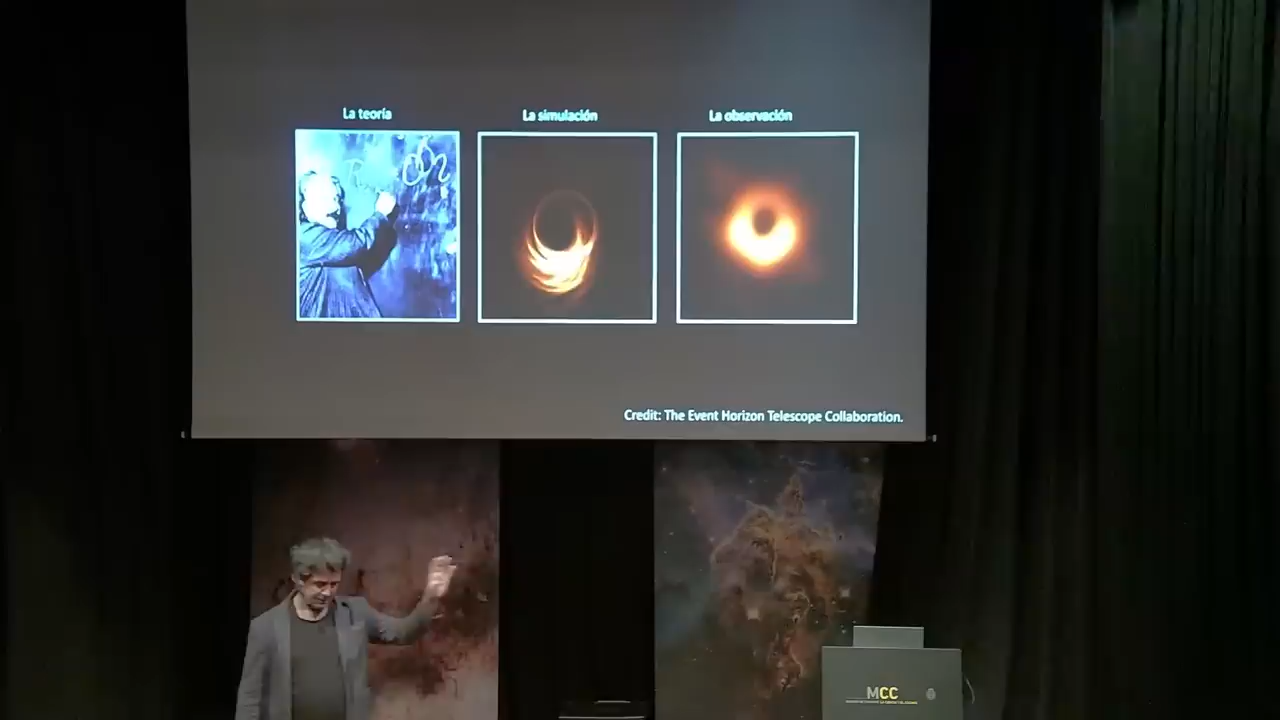 La teoría
La simulación
La observación
Credit: The Event Horizon Telescope Collaboration.
MCC